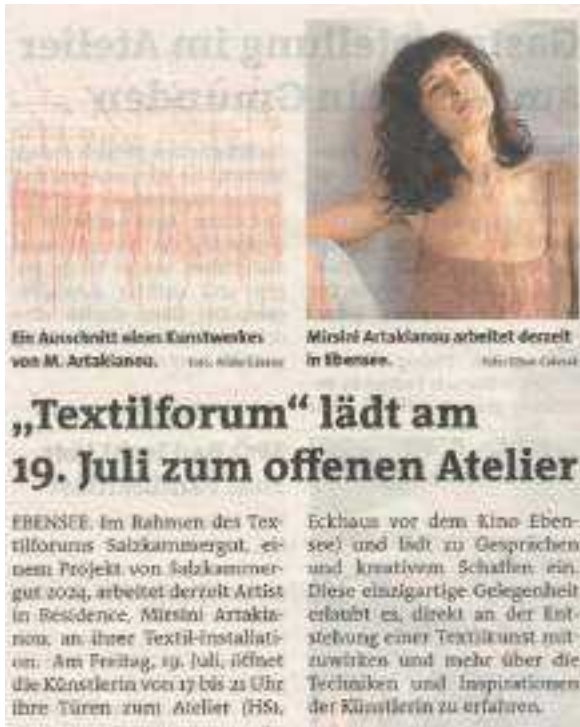 Ein Ausschnitt eines Kunstwerkes
von M. Artakianou.
Mirsini Artakianou arbeitet derzeit
in Ebensee.
„Textilforum“ lädt am
19. Juli zum offenen Atelier
EBENSEE. Im Rahmen des Tex-
tilforums Salzkammergut, ei-
nem Projekt von Salzkammer-
gut 2024, arbeitet derzeit Artist
in Residence, Mirsini Artakia-
nou, an ihrer Textil-Installati-
on. Am Freitag, 19. Juli, öffnet
die Künstlerin von 17 bis 21 Uhr
ihre Türen zum Atelier (HS1,
Eckhaus vor dem Kino Eben-
see) und lädt zu Gesprächen
und kreativem Schaffen ein.
Diese einzigartige Gelegenheit
erlaubt es, direkt an der Ent-
stehung einer Textilkunst mit-
zuwirken und mehr über die
Techniken und Inspirationen
der Künstlerin zu erfahren.